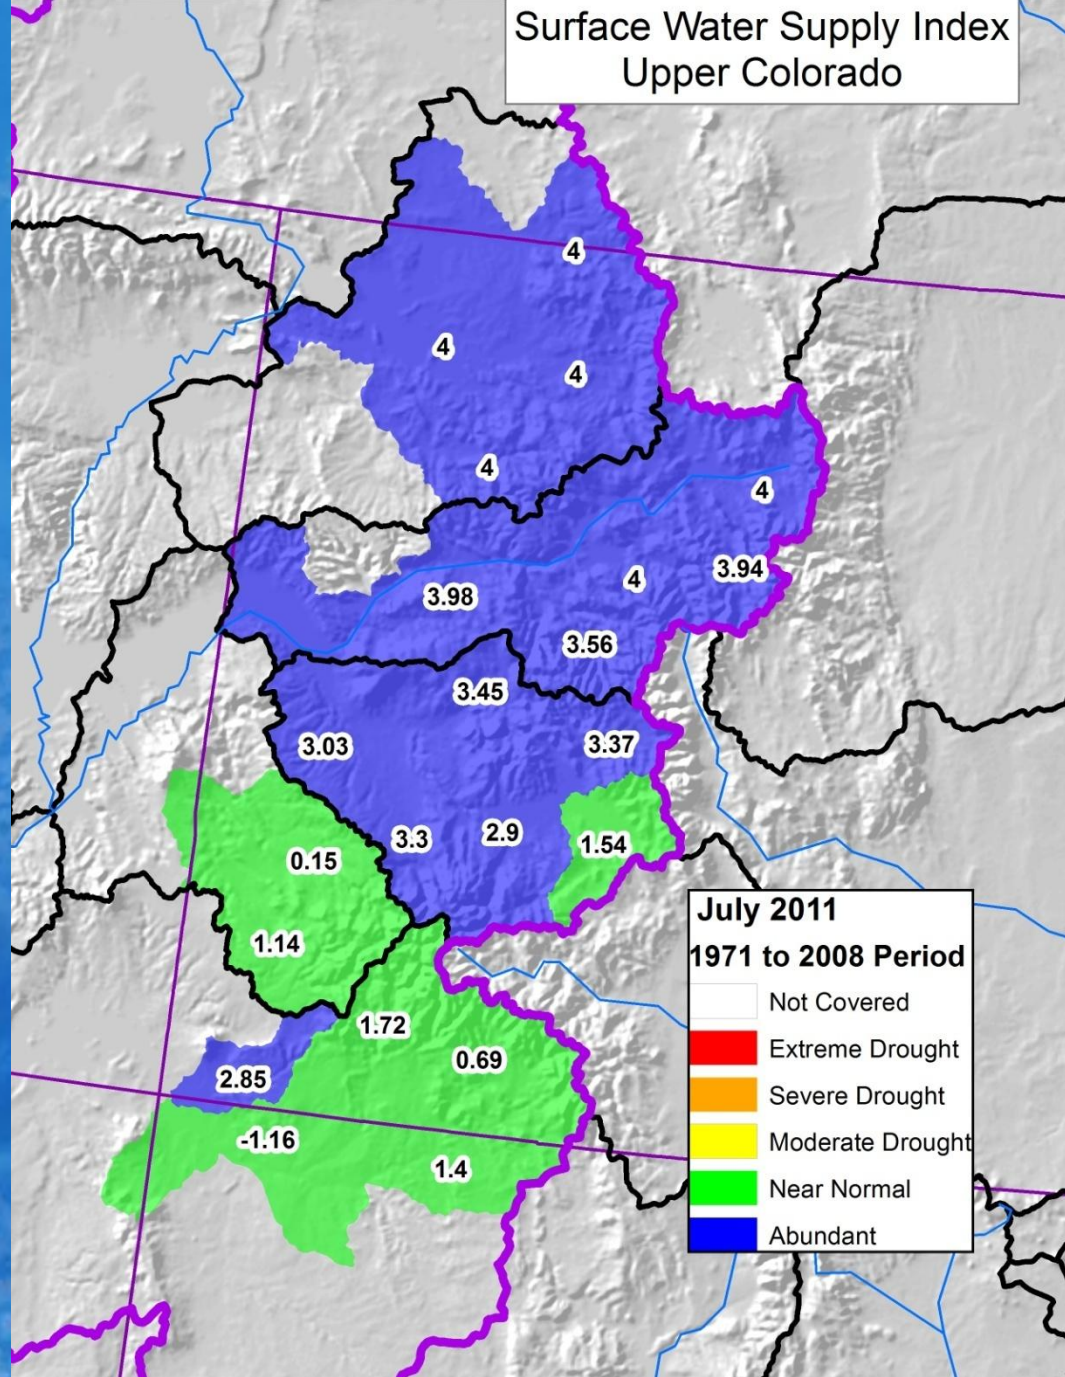 Surface Water Supply Index
Upper Colorado
4
4
4
4
4
3.94
4
3.98
3.56
3.45
3.37
3.03
3.3
2.9
1.54
0.15
1.14
1.72
0.69
2.85
-1.16
1.4
July 2011
1971 to 2008 Period
Not Covered
Extreme Drought
Severe Drought
Moderate Drought
Near Normal
Abundant